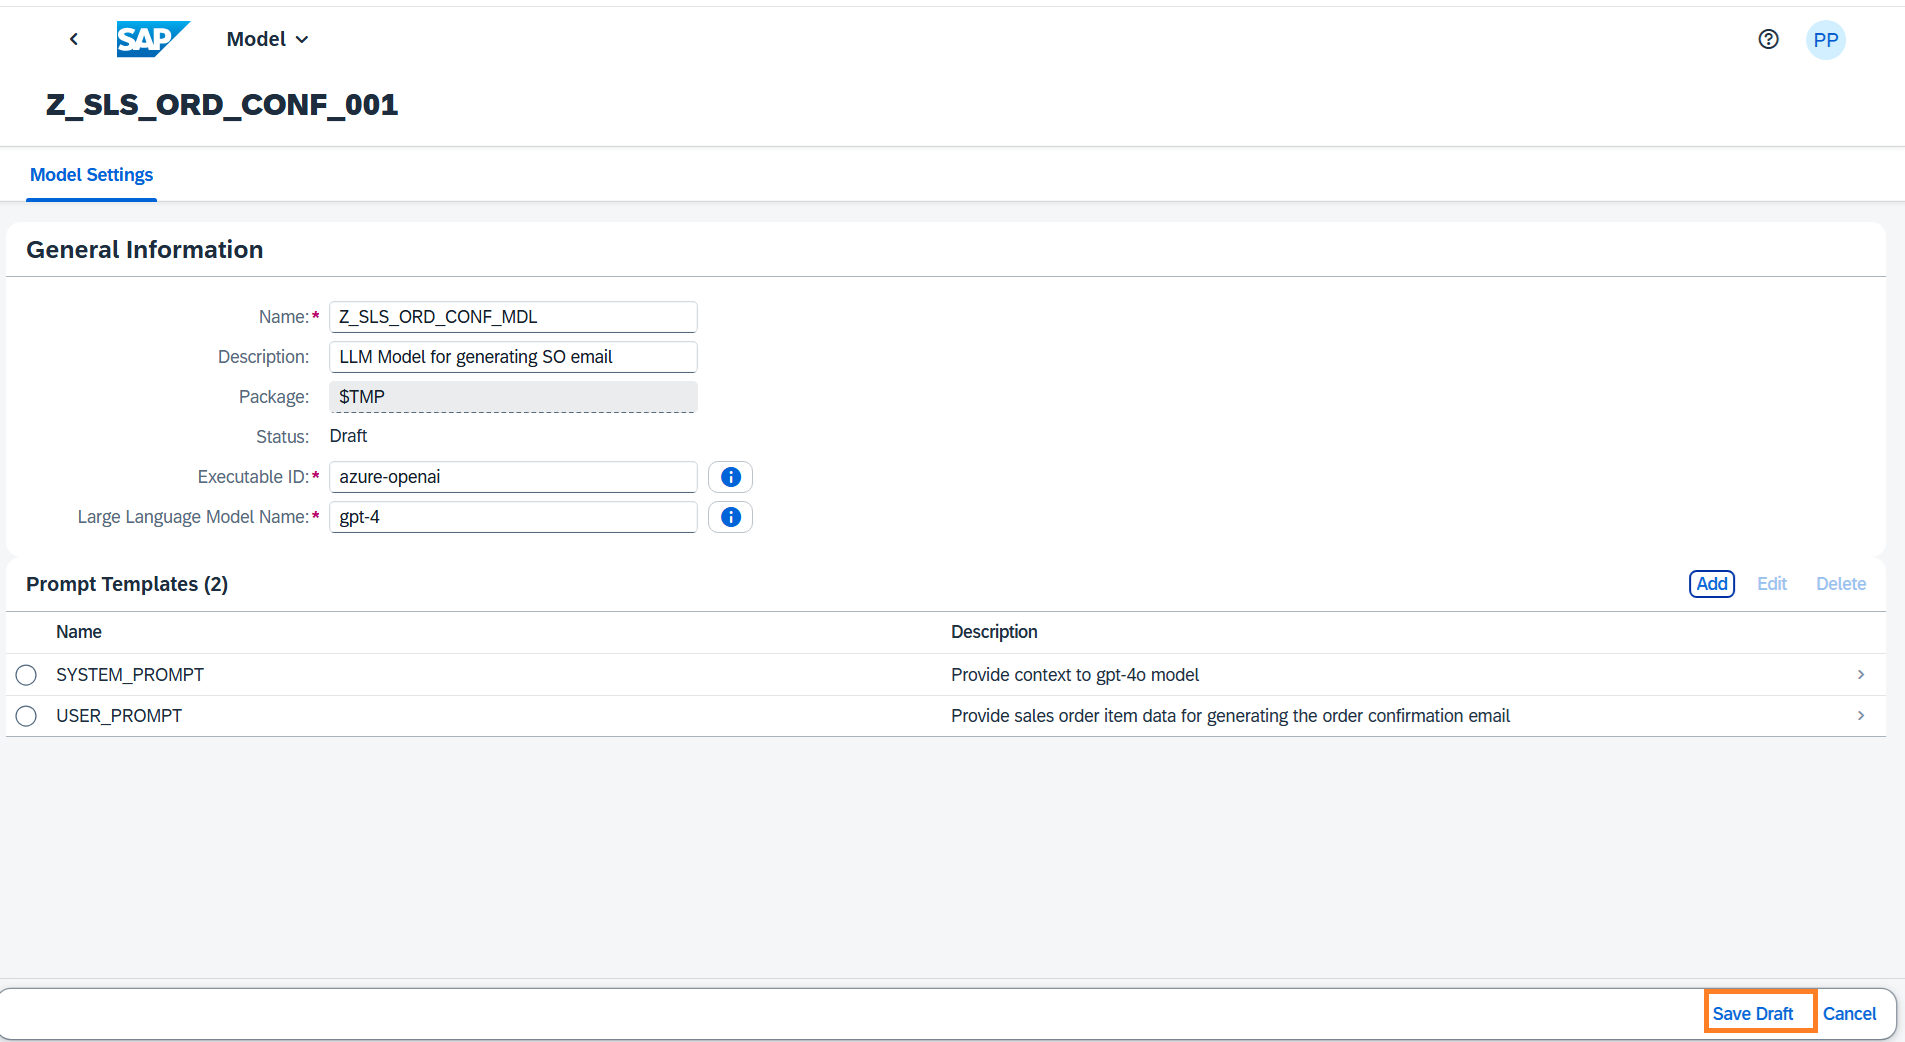 SAP Model
PP
Z_SLS_ORD_CONF_001
Model Settings
General Information
Name:* Z_SLS_ORD_CONF_MDL
Description: LLM Model for generating SO email
Package: $TMP
Status: Draft
Executable ID:* azure-openai
Large Language Model Name:* gpt-4
Prompt Templates (2) Add Edit Delete
Name Description
SYSTEM_PROMPT Provide context to gpt-4o model
USER_PROMPT Provide sales order item data for generating the order confirmation email
Save Draft Cancel